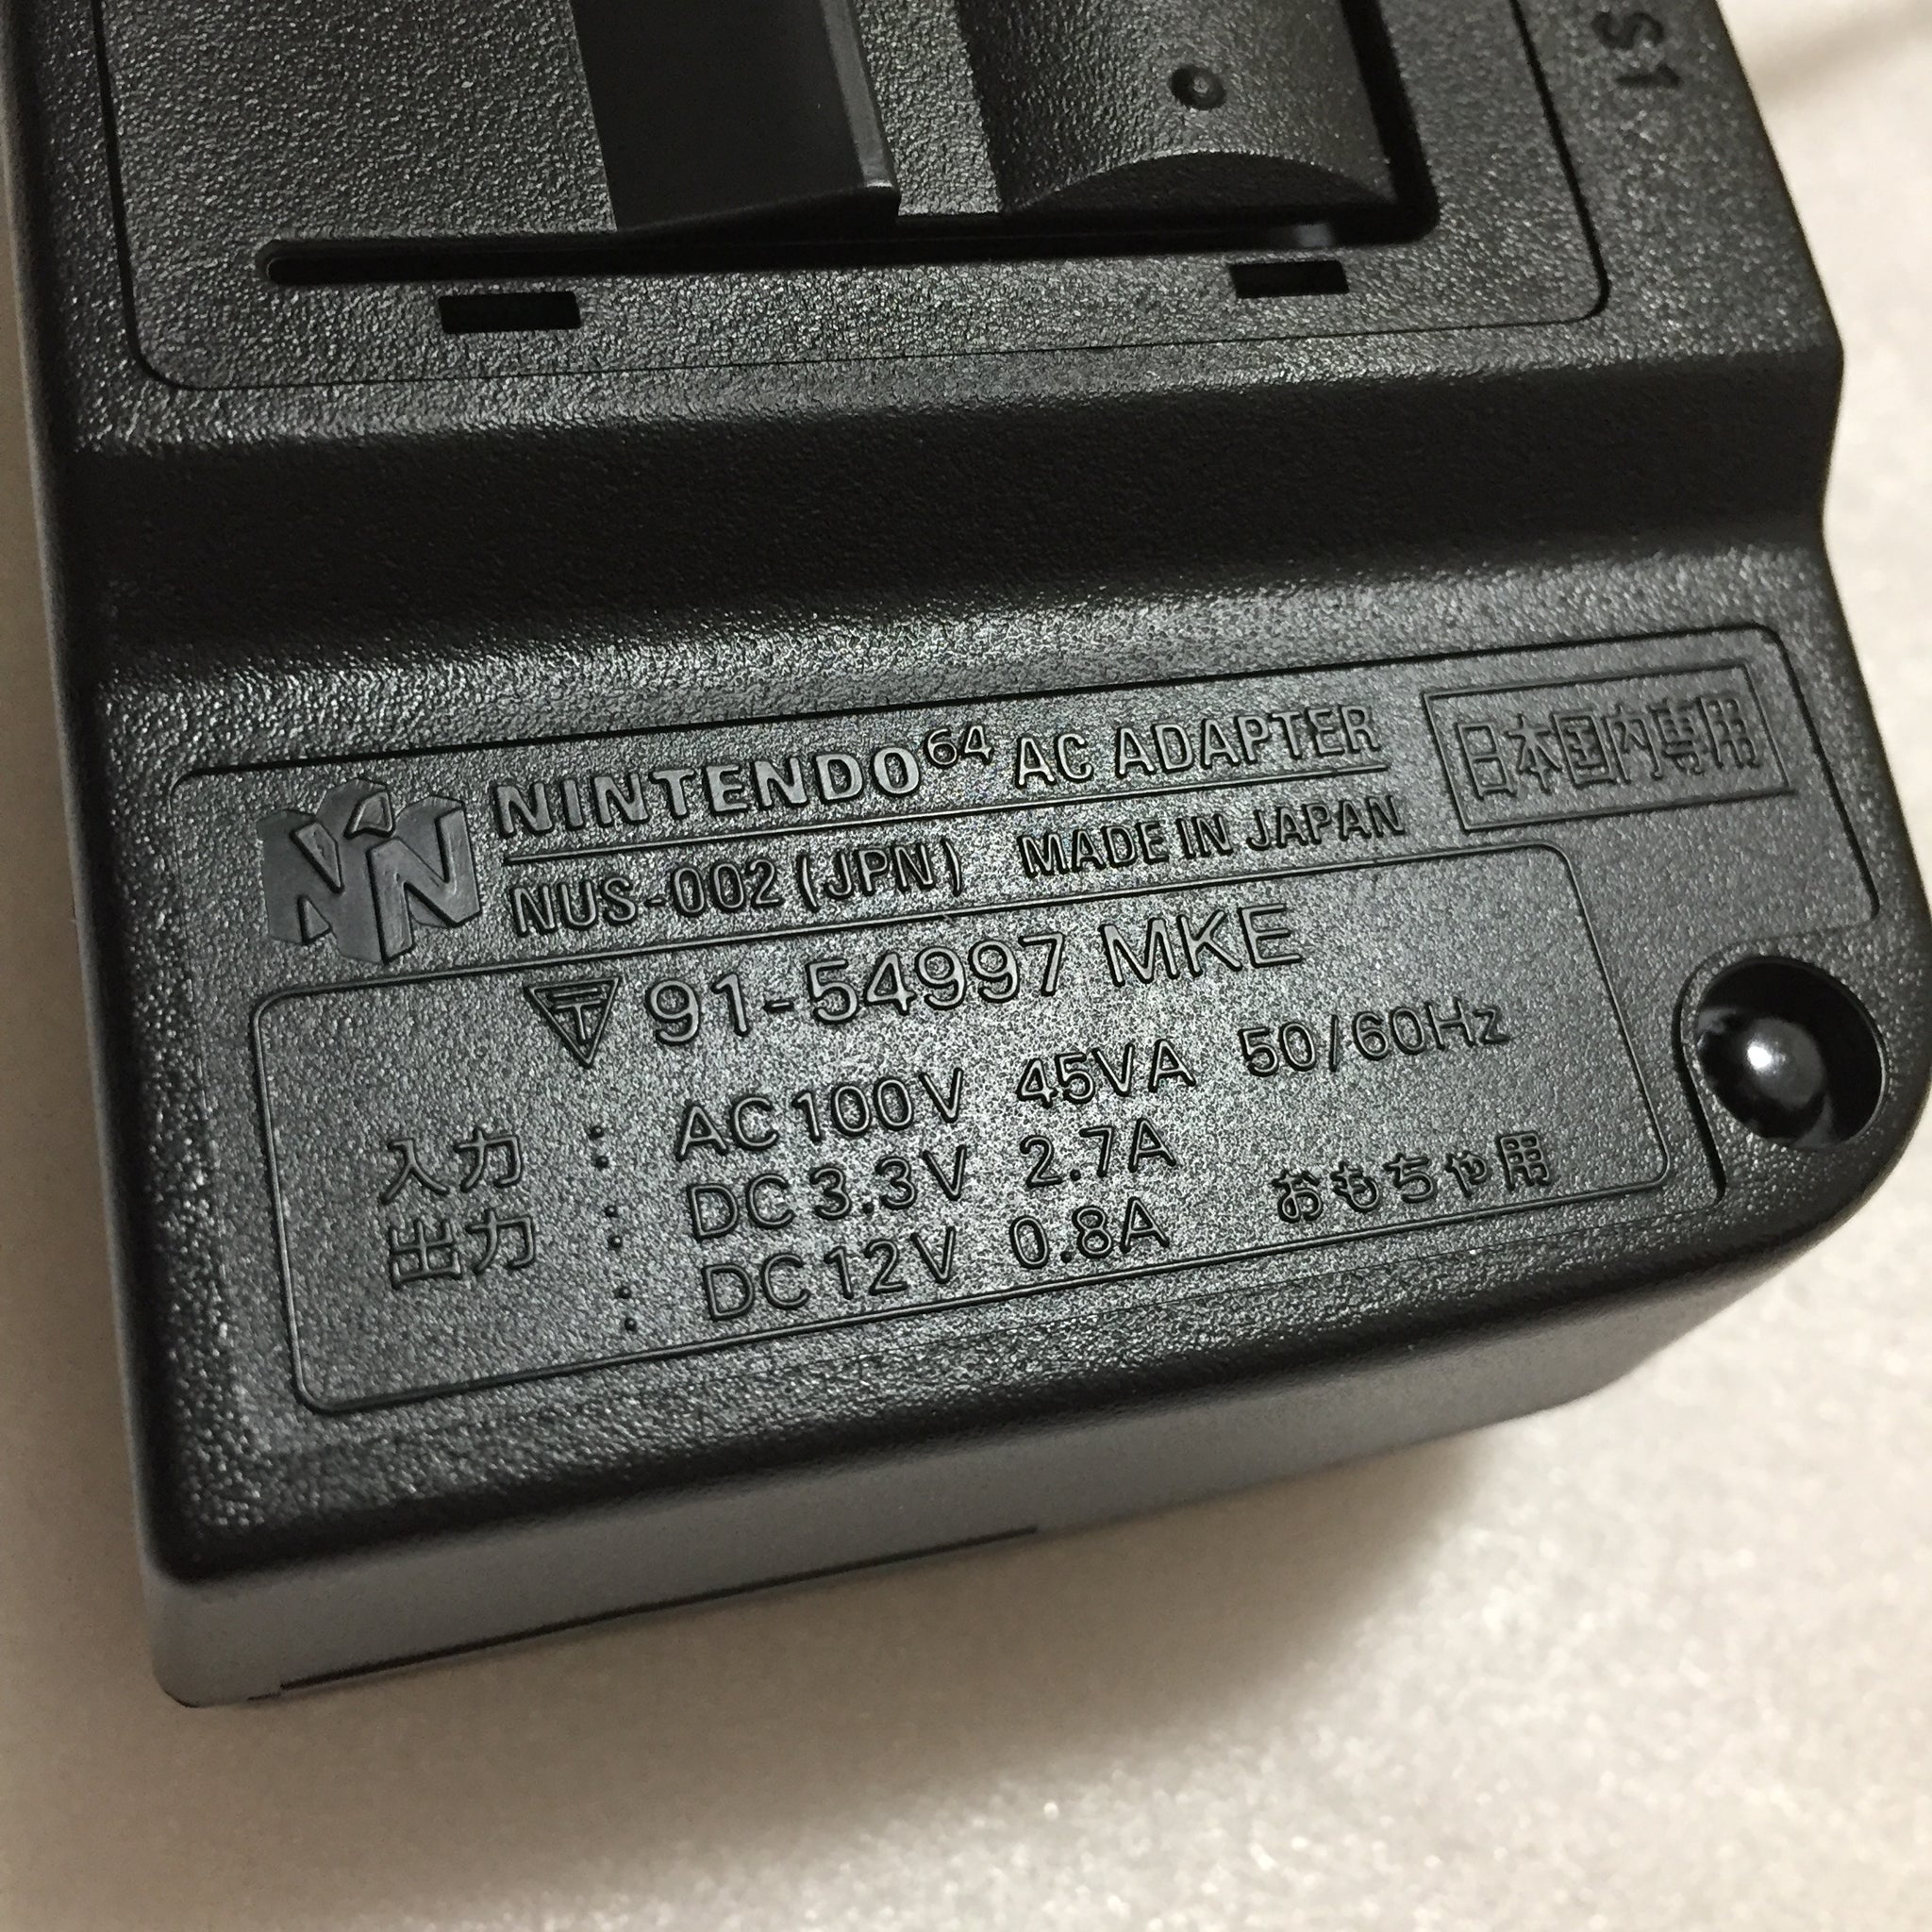 S1
NINTENDO64 AC ADAPTER 日本国内専用
NUS-002 (JPN) MADE IN JAPAN
〒 91-54997 MKE
入力 : AC100V 45VA 50/60Hz
出力 : DC3.3V 2.7A
: DC12V 0.8A おもちゃ用